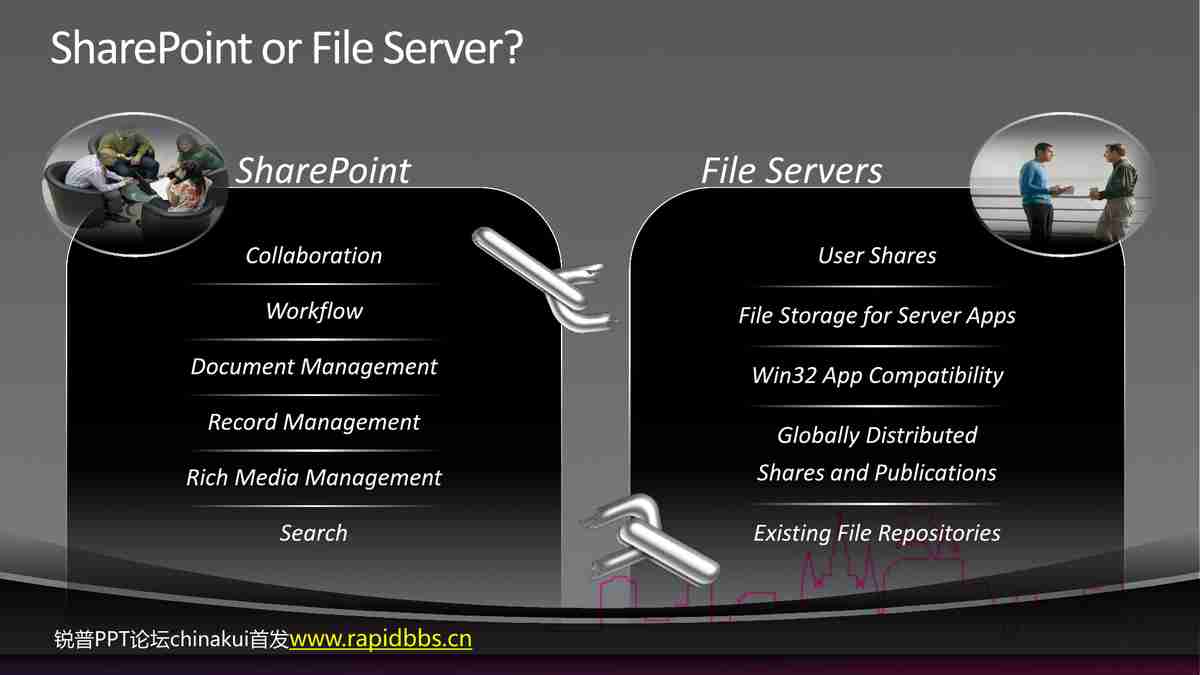 SharePoint or File Server?
SharePoint
Collaboration
Workflow
Document Management
Record Management
Rich Media Management
Search
File Servers
User Shares
File Storage for Server Apps
Win32 App Compatibility
Globally Distributed
Shares and Publications
Existing File Repositories
锐普PPT论坛chinakui首发www.rapidbbs.cn